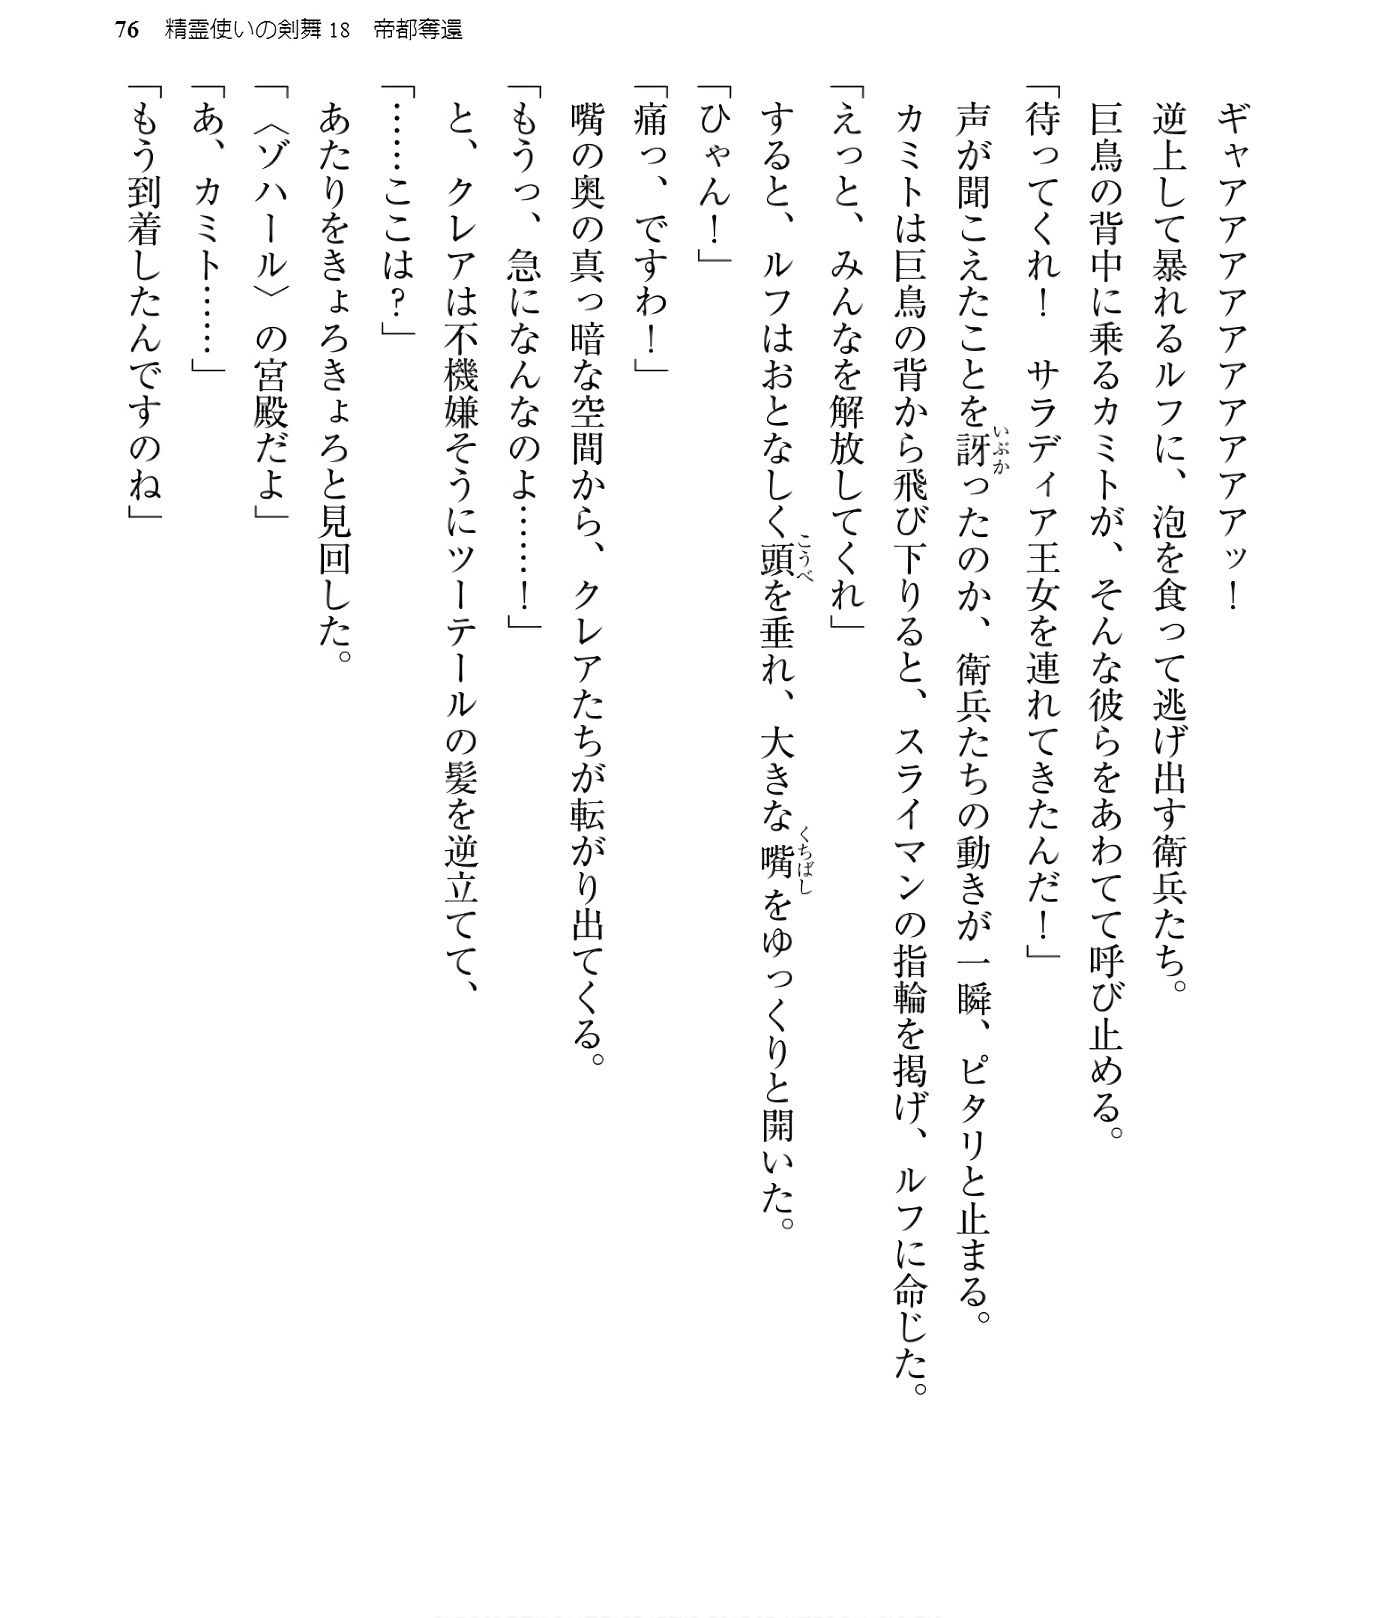 76 精霊使いの剣舞 18　帝都奪還
ギャアアアアアアアアアアッ！
逆上して暴れるルフに、泡を食って逃げ出す衛兵たち。
巨鳥の背中に乗るカミトが、そんな彼らをあわてて呼び止める。
「待ってくれ！　サラディア王女を連れてきたんだ！」
声が聞こえたことを訝いぶかったのか、衛兵たちの動きが一瞬、ピタリと止まる。
カミトは巨鳥の背から飛び下りると、スライマンの指輪を掲げ、ルフに命じた。
「えっと、みんなを解放してくれ」
すると、ルフはおとなしく頭こうべを垂れ、大きな嘴くちばしをゆっくりと開いた。
「ひゃん！」
「痛っ、ですわ！」
嘴の奥の真っ暗な空間から、クレアたちが転がり出てくる。
「もうっ、急になんなのよ……！」
と、クレアは不機嫌そうにツーテールの髪を逆立てて、
「……ここは？」
あたりをきょろきょろと見回した。
「〈ゾハール〉の宮殿だよ」
「あ、カミト……」
「もう到着したんですのね」